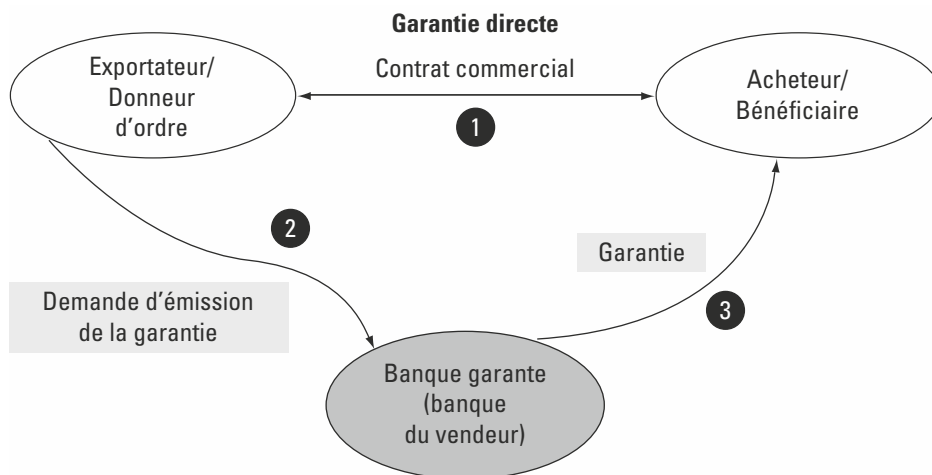 Garantie directe
Exportateur/
Donneur
d'ordre
Contrat commercial
1
Acheteur/
Bénéficiaire
2
Garantie
Demande d'émission
de la garantie
3
Banque garante
(banque
du vendeur)